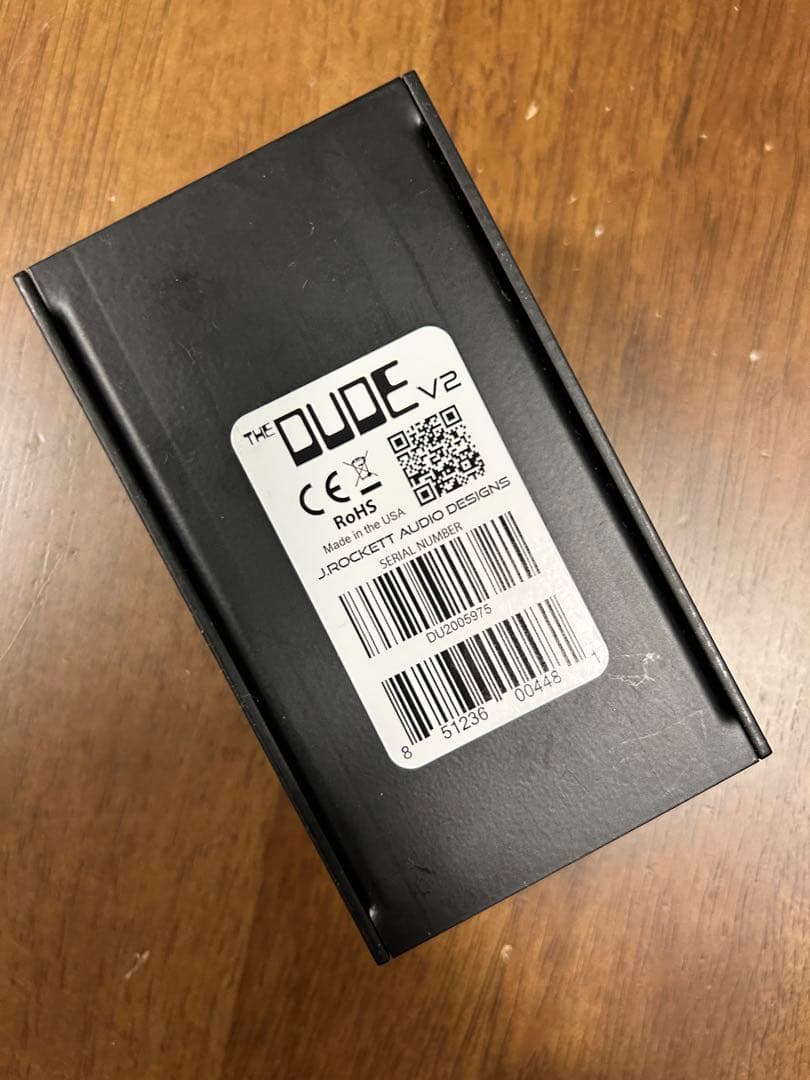 THE DUDE V2
CE
RoHS
Made in the USA
J.ROCKETT AUDIO DESIGNS
SERIAL NUMBER
DU2005975
8 51236 00448 1